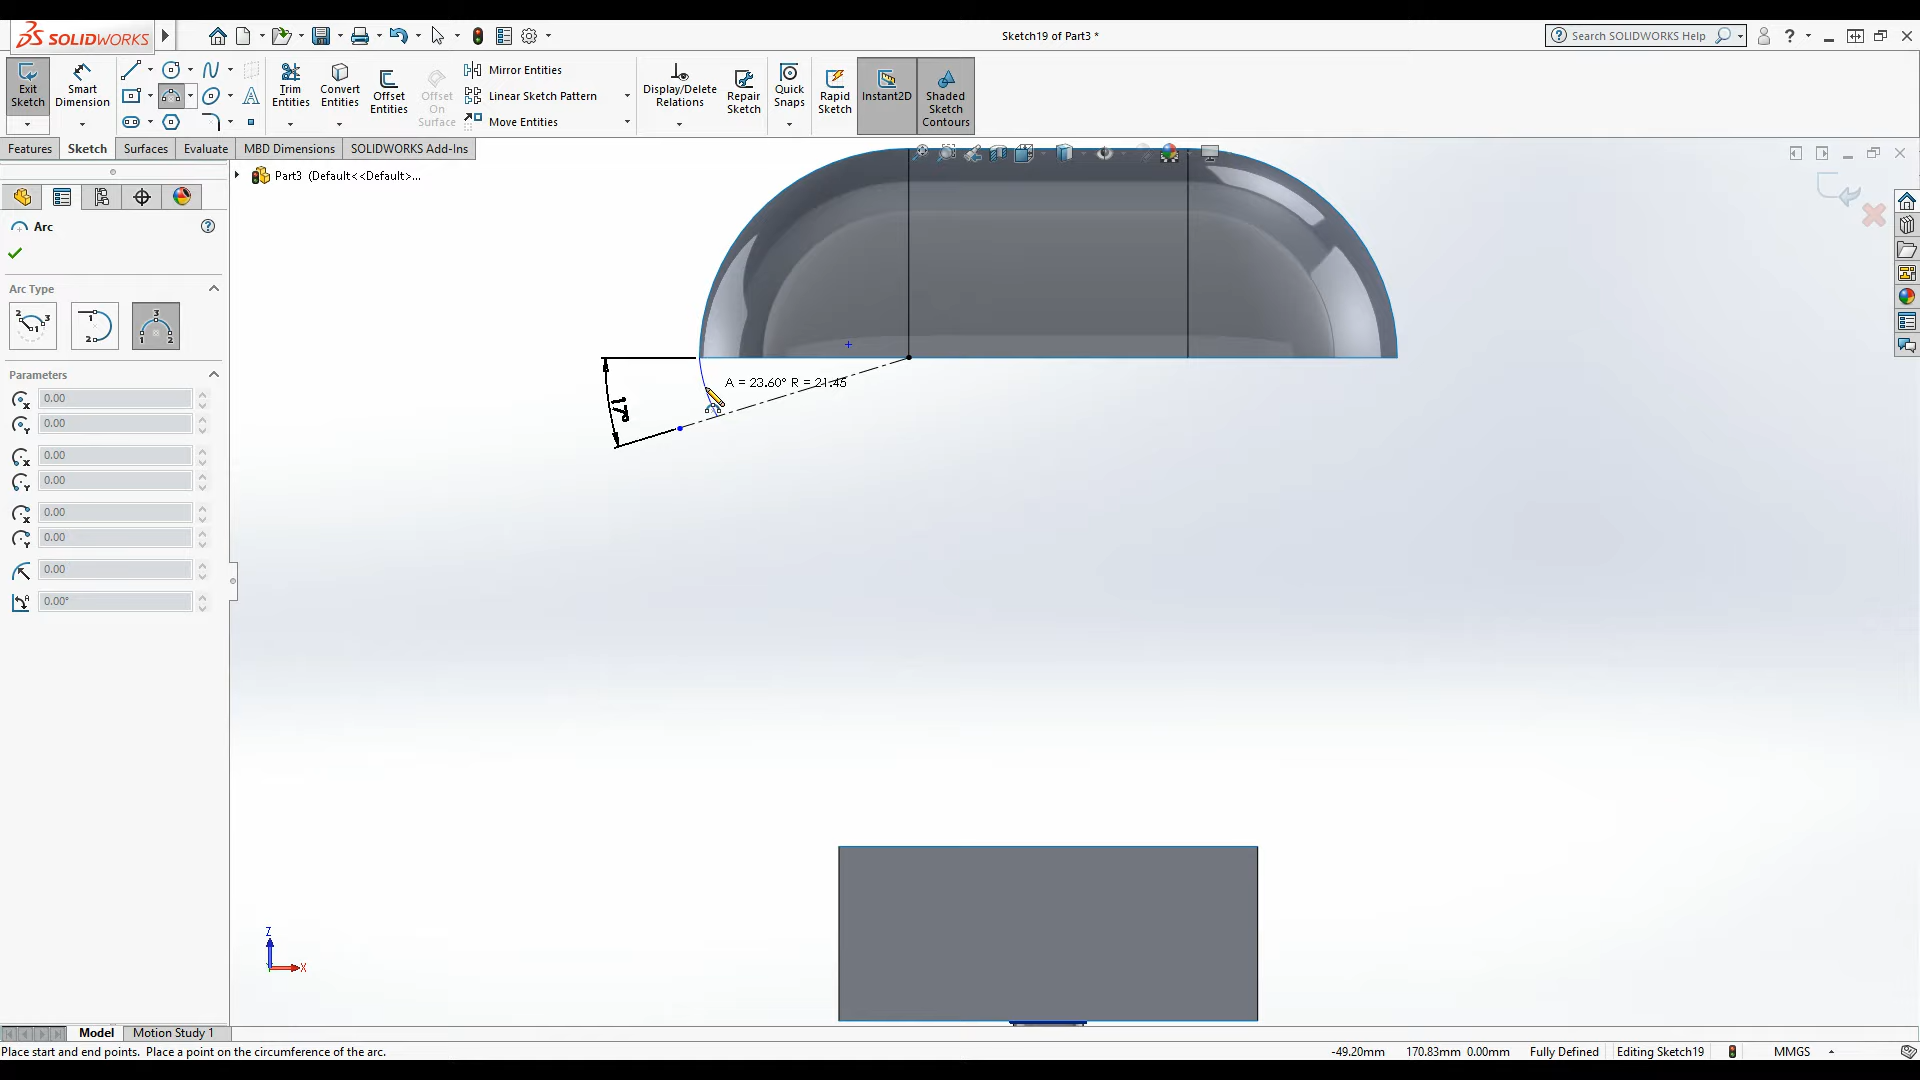 SOLIDWORKS
Sketch19 of Part3 *
Search SOLIDWORKS Help
Exit Sketch
Smart Dimension
Trim Entities
Convert Entities
Offset Entities
Offset On Surface
Mirror Entities
Linear Sketch Pattern
Move Entities
Display/Delete Relations
Repair Sketch
Quick Snaps
Rapid Sketch
Instant2D
Shaded Sketch Contours
Features
Sketch
Surfaces
Evaluate
MBD Dimensions
SOLIDWORKS Add-Ins
Part3 (Default<<Default>...
Arc
Arc Type
Parameters
0.00
0.00
0.00
0.00
0.00
0.00
0.00
0.00°
17°
A = 23.60° R = 21.45
Z
X
Model
Motion Study 1
Place start and end points. Place a point on the circumference of the arc.
-49.20mm
170.83mm 0.00mm
Fully Defined
Editing Sketch19
MMGS